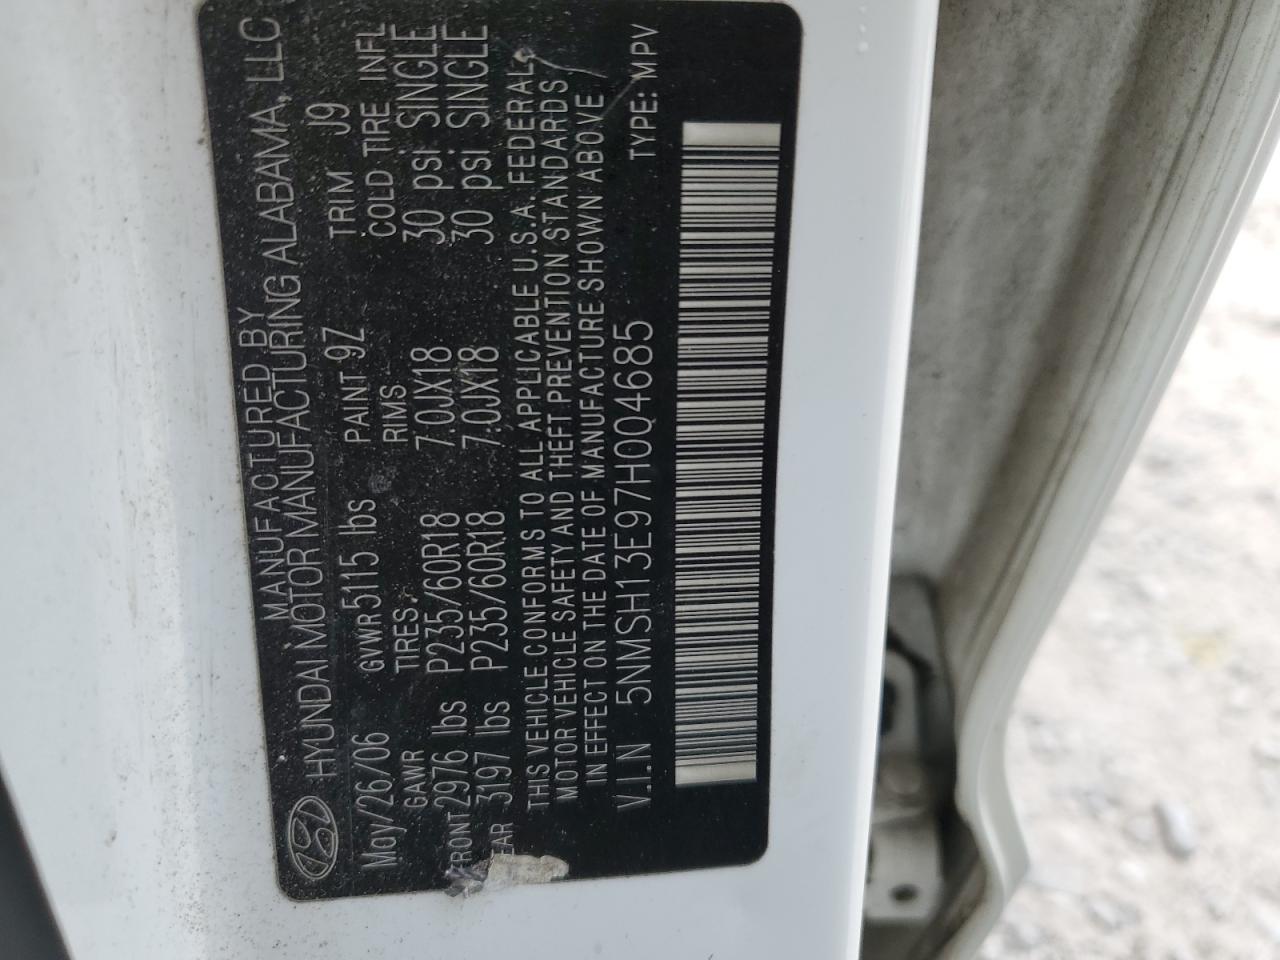 MANUFACTURED BY
HYUNDAI MOTOR MANUFACTURING ALABAMA, LLC
May/26/06 GVWR 5115 lbs PAINT 9Z TRIM J9
GAWR TIRES RIMS COLD TIRE INFL
FRONT 2976 lbs P235/60R18 7.0JX18 30 psi SINGLE
REAR 3197 lbs P235/60R18 7.0JX18 30 psi SINGLE
THIS VEHICLE CONFORMS TO ALL APPLICABLE U.S.A. FEDERAL
MOTOR VEHICLE SAFETY AND THEFT PREVENTION STANDARDS
IN EFFECT ON THE DATE OF MANUFACTURE SHOWN ABOVE
V.I.N 5NMSH13E97H004685 TYPE: MPV